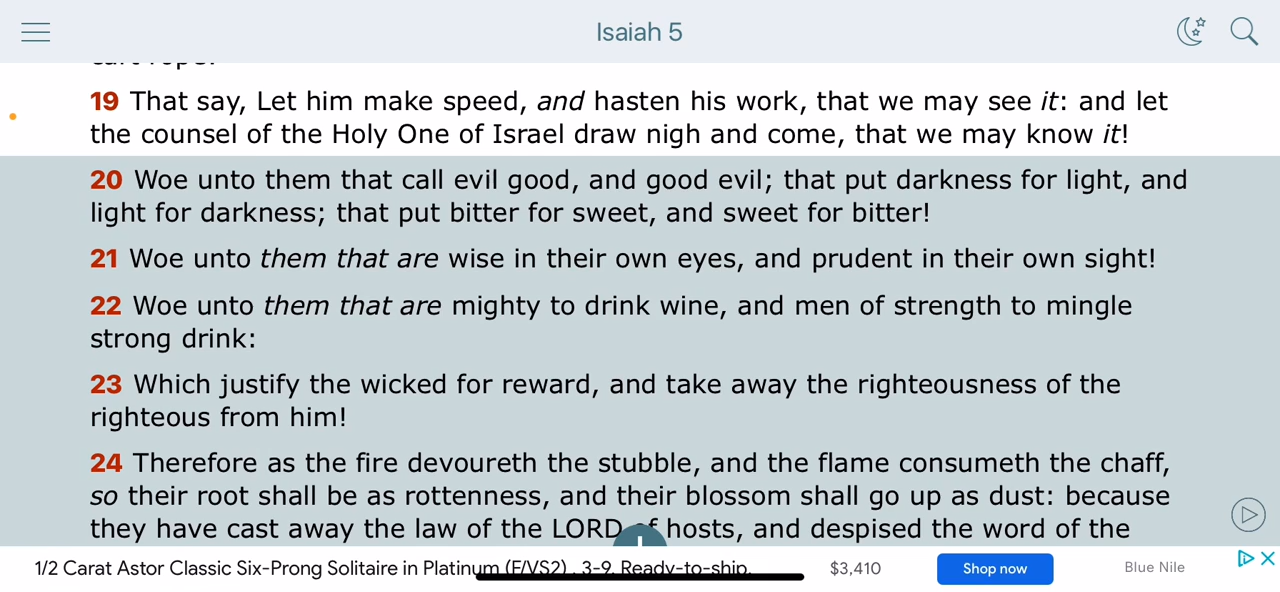 Isaiah 5
cart rope:
19 That say, Let him make speed, and hasten his work, that we may see it: and let
the counsel of the Holy One of Israel draw nigh and come, that we may know it!
20 Woe unto them that call evil good, and good evil; that put darkness for light, and
light for darkness; that put bitter for sweet, and sweet for bitter!
21 Woe unto them that are wise in their own eyes, and prudent in their own sight!
22 Woe unto them that are mighty to drink wine, and men of strength to mingle
strong drink:
23 Which justify the wicked for reward, and take away the righteousness of the
righteous from him!
24 Therefore as the fire devoureth the stubble, and the flame consumeth the chaff,
so their root shall be as rottenness, and their blossom shall go up as dust: because
they have cast away the law of the LORD of hosts, and despised the word of the
1/2 Carat Astor Classic Six-Prong Solitaire in Platinum (F/VS2) , 3-9. Ready-to-ship. $3,410 Shop now Blue Nile